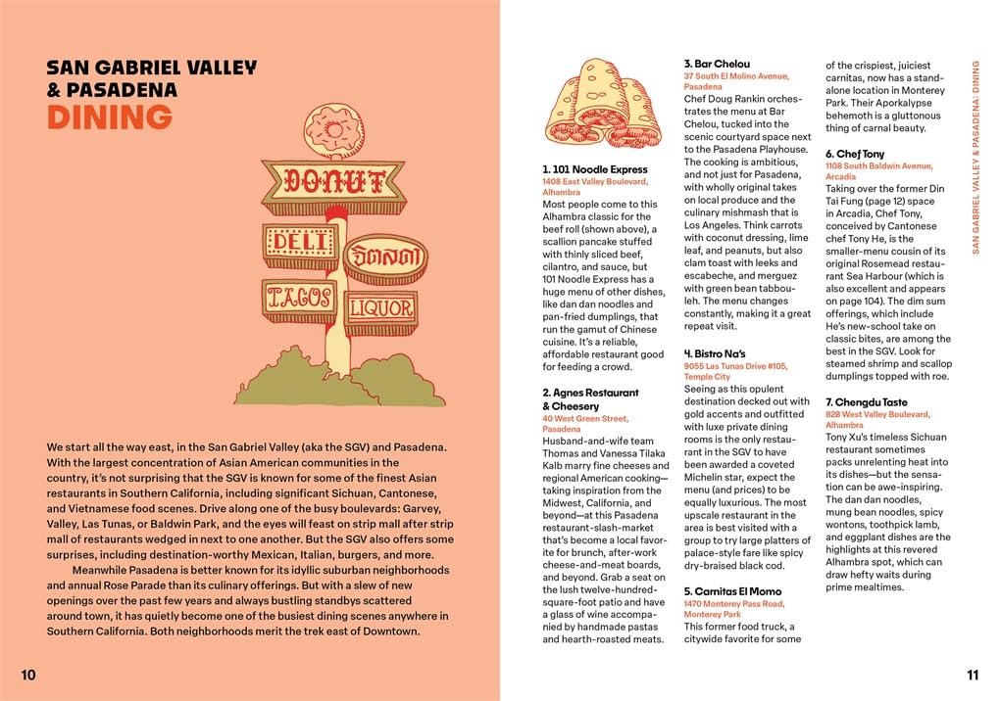 SAN GABRIEL VALLEY
& PASADENA
DINING
DONUT
DELI
TACOS
LIQUOR
We start all the way east, in the San Gabriel Valley (aka the SGV) and Pasadena.
With the largest concentration of Asian American communities in the
country, it's not surprising that the SGV is known for some of the finest Asian
restaurants in Southern California, including significant Sichuan, Cantonese,
and Vietnamese food scenes. Drive along one of the busy boulevards: Garvey,
Valley, Las Tunas, or Baldwin Park, and the eyes will feast on strip mall after strip
mall of restaurants wedged in next to one another. But the SGV also offers some
surprises, including destination-worthy Mexican, Italian, burgers, and more.
Meanwhile Pasadena is better known for its idyllic suburban neighborhoods
and annual Rose Parade than its culinary offerings. But with a slew of new
openings over the past few years and always bustling standbys scattered
around town, it has quietly become one of the busiest dining scenes anywhere in
Southern California. Both neighborhoods merit the trek east of Downtown.
10
1. 101 Noodle Express
1408 East Valley Boulevard,
Alhambra
Most people come to this
Alhambra classic for the
beef roll (shown above), a
scallion pancake stuffed
with thinly sliced beef,
cilantro, and sauce, but
101 Noodle Express has a
huge menu of other dishes,
like dan dan noodles and
pan-fried dumplings, that
run the gamut of Chinese
cuisine. It's a reliable,
affordable restaurant good
for feeding a crowd.
2. Agnes Restaurant
& Cheesery
40 West Green Street,
Pasadena
Husband-and-wife team
Thomas and Vanessa Tilaka
Kalb marry fine cheeses and
regional American cooking—
taking inspiration from the
Midwest, California, and
beyond—at this Pasadena
restaurant-slash-market
that's become a local favor-
ite for brunch, after-work
cheese-and-meat boards,
and beyond. Grab a seat on
the lush twelve-hundred-
square-foot patio and have
a glass of wine accompa-
nied by handmade pastas
and hearth-roasted meats.
3. Bar Chelou
37 South El Molino Avenue,
Pasadena
Chef Doug Rankin orches-
trates the menu at Bar
Chelou, tucked into the
scenic courtyard space next
to the Pasadena Playhouse.
The cooking is ambitious,
and not just for Pasadena,
with wholly original takes
on local produce and the
culinary mishmash that is
Los Angeles. Think carrots
with coconut dressing, lime
leaf, and peanuts, but also
clam toast with leeks and
escabeche, and merguez
with green bean tabbou-
leh. The menu changes
constantly, making it a great
repeat visit.
4. Bistro Na's
9055 Las Tunas Drive #105,
Temple City
Seeing as this opulent
destination decked out with
gold accents and outfitted
with luxe private dining
rooms is the only restau-
rant in the SGV to have
been awarded a coveted
Michelin star, expect the
menu (and prices) to be
equally luxurious. The most
upscale restaurant in the
area is best visited with a
group to try large platters of
palace-style fare like spicy
dry-braised black cod.
5. Carnitas El Momo
1470 Monterey Pass Road,
Monterey Park
This former food truck, a
citywide favorite for some
of the crispiest, juiciest
carnitas, now has a stand-
alone location in Monterey
Park. Their Aporkalypse
behemoth is a gluttonous
thing of carnal beauty.
6. Chef Tony
1108 South Baldwin Avenue,
Arcadia
Taking over the former Din
Tai Fung (page 12) space
in Arcadia, Chef Tony,
conceived by Cantonese
chef Tony He, is the
smaller-menu cousin of its
original Rosemead restau-
rant Sea Harbour (which is
also excellent and appears
on page 104). The dim sum
offerings, which include
He's new-school take on
classic bites, are among the
best in the SGV. Look for
steamed shrimp and scallop
dumplings topped with roe.
7. Chengdu Taste
828 West Valley Boulevard,
Alhambra
Tony Xu's timeless Sichuan
restaurant sometimes
packs unrelenting heat into
its dishes—but the sensa-
tion can be awe-inspiring.
The dan dan noodles,
mung bean noodles, spicy
wontons, toothpick lamb,
and eggplant dishes are the
highlights at this revered
Alhambra spot, which can
draw hefty waits during
prime mealtimes.
SAN GABRIEL VALLEY & PASADENA: DINING
11